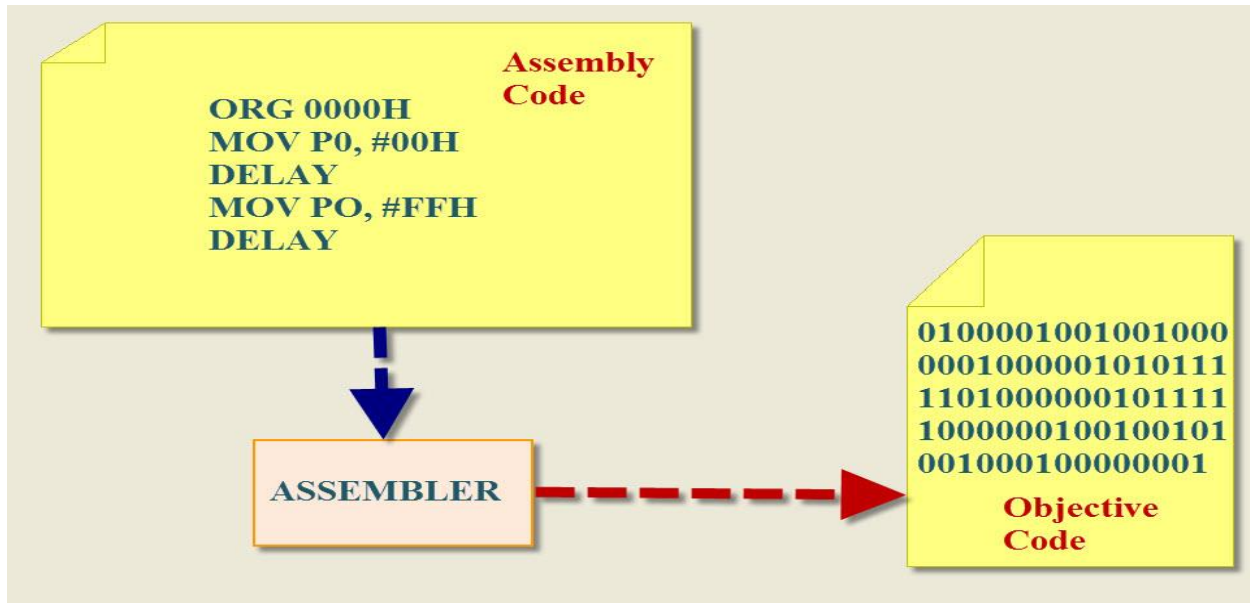 Assembly
Code
ORG 0000H
MOV P0, #00H
DELAY
MOV PO, #FFH
DELAY
ASSEMBLER
0100001001001000
0001000001010111
1101000000101111
1000000100100101
001000100000001
Objective
Code